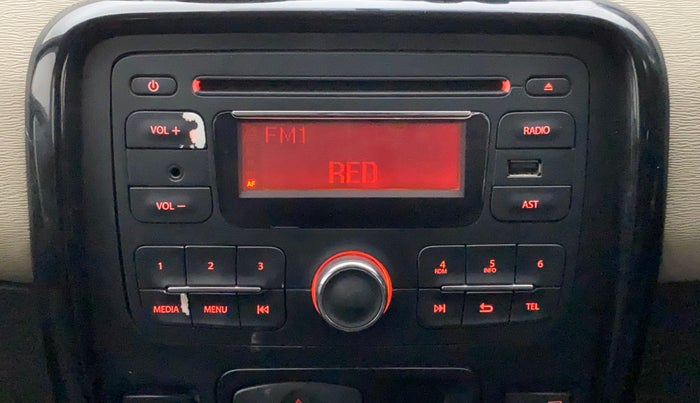 VOL +
FM1
RED
AF
RADIO
VOL −
AST
1
2
3
4
RDM
5
INFO
6
MEDIA
MENU
TEL